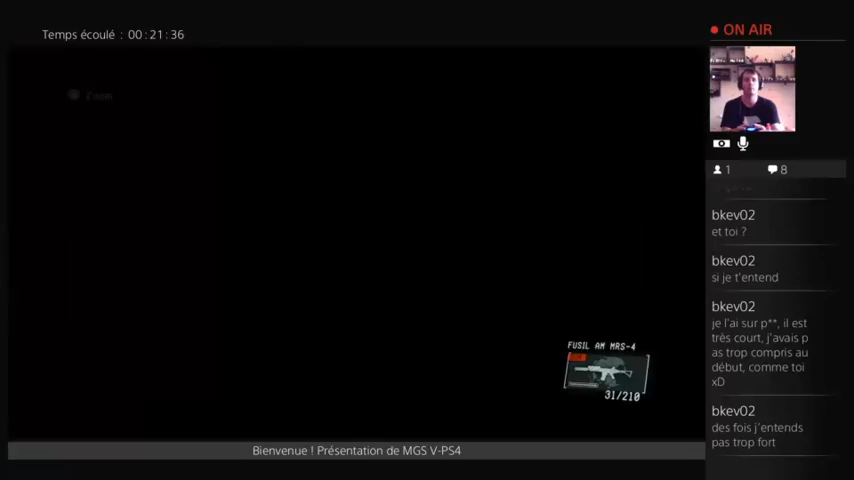 Temps écoulé : 00:21:36
ON AIR
1
8
bkev02
et toi ?
bkev02
si je t'entend
bkev02
je l'ai sur p**, il est
très court, j'avais p
as trop compris au
début, comme toi
xD
bkev02
des fois j'entends
pas trop fort
FUSIL AM MRS-4
31/210
Bienvenue ! Présentation de MGS V-PS4